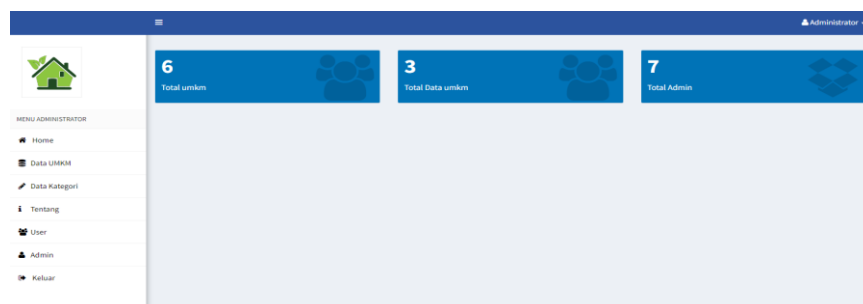 Administrator
6
Total umkm
3
Total Data umkm
7
Total Admin
MENU ADMINISTRATOR
Home
Data UMKM
Data Kategori
Tentang
User
Admin
Keluar